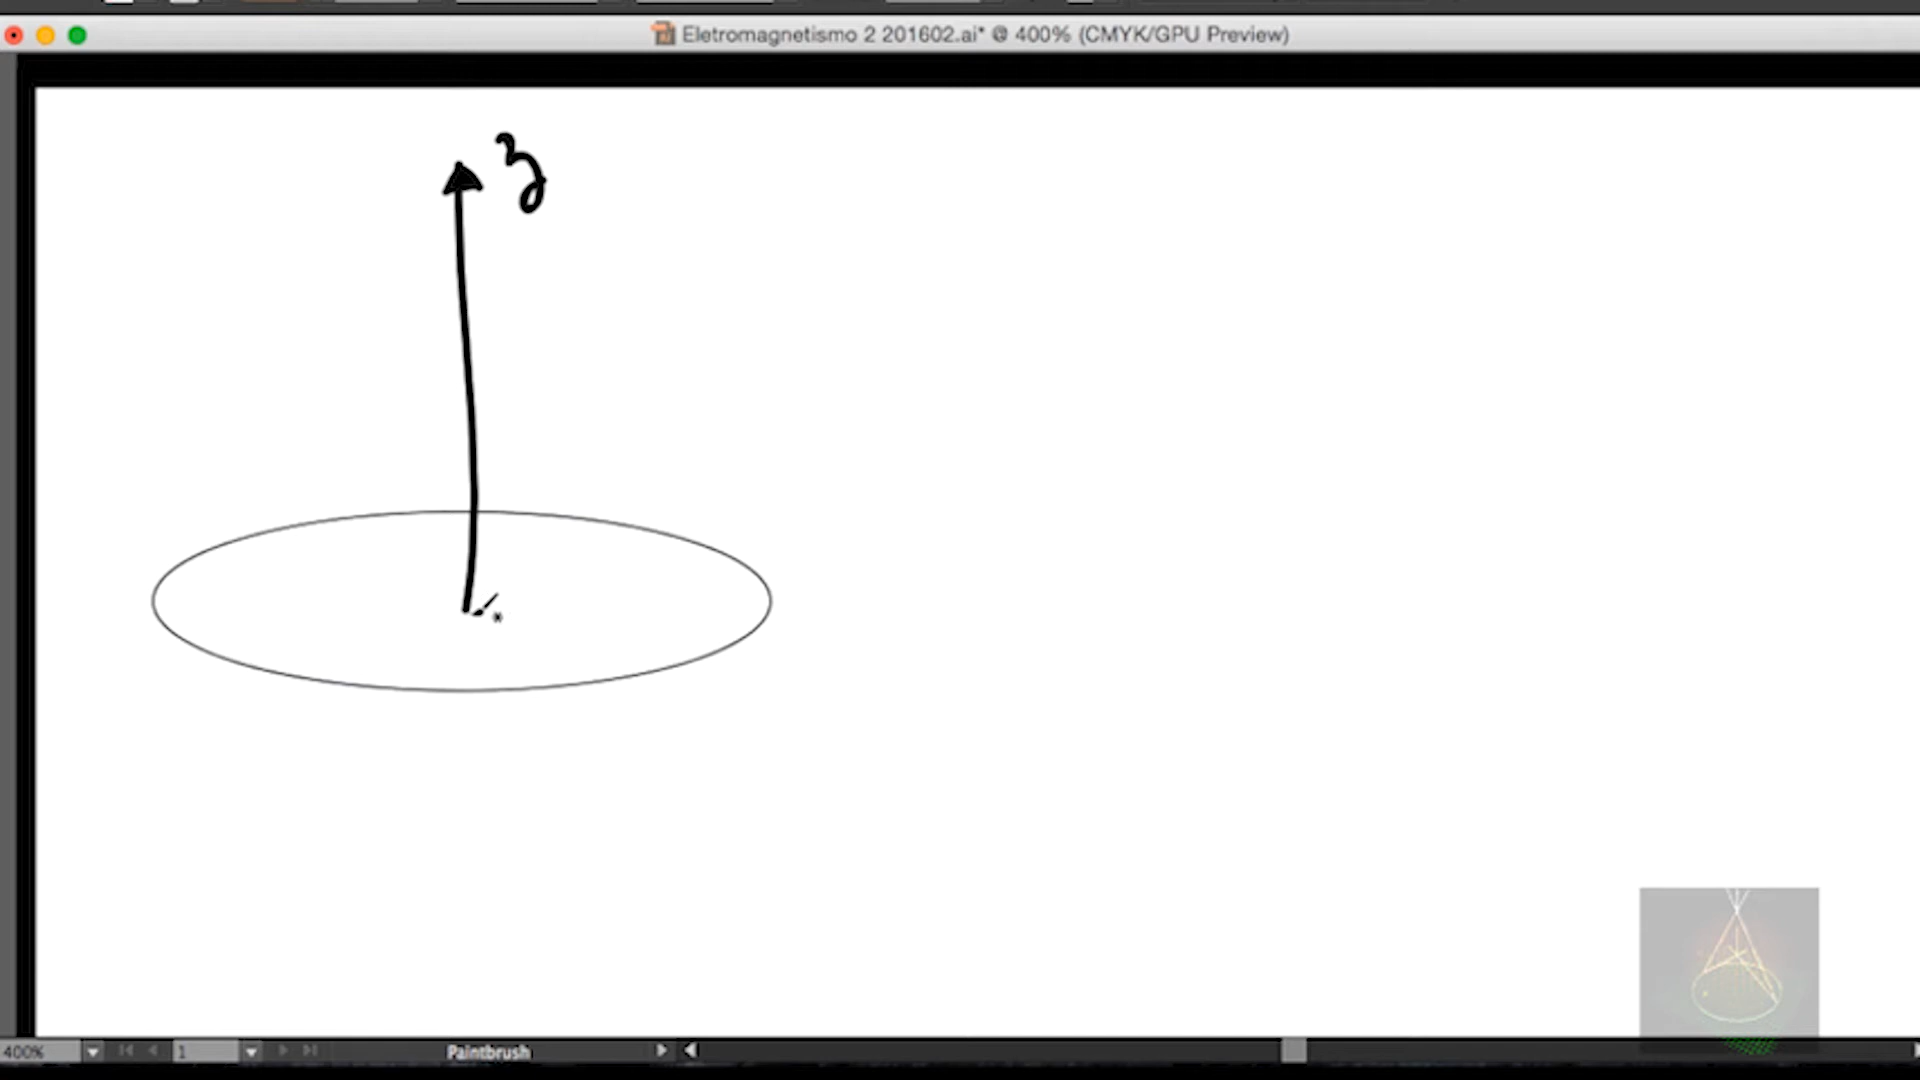 Eletromagnetismo 2 201602.ai* @ 400% (CMYK/GPU Preview)
z
400%
1
Paintbrush